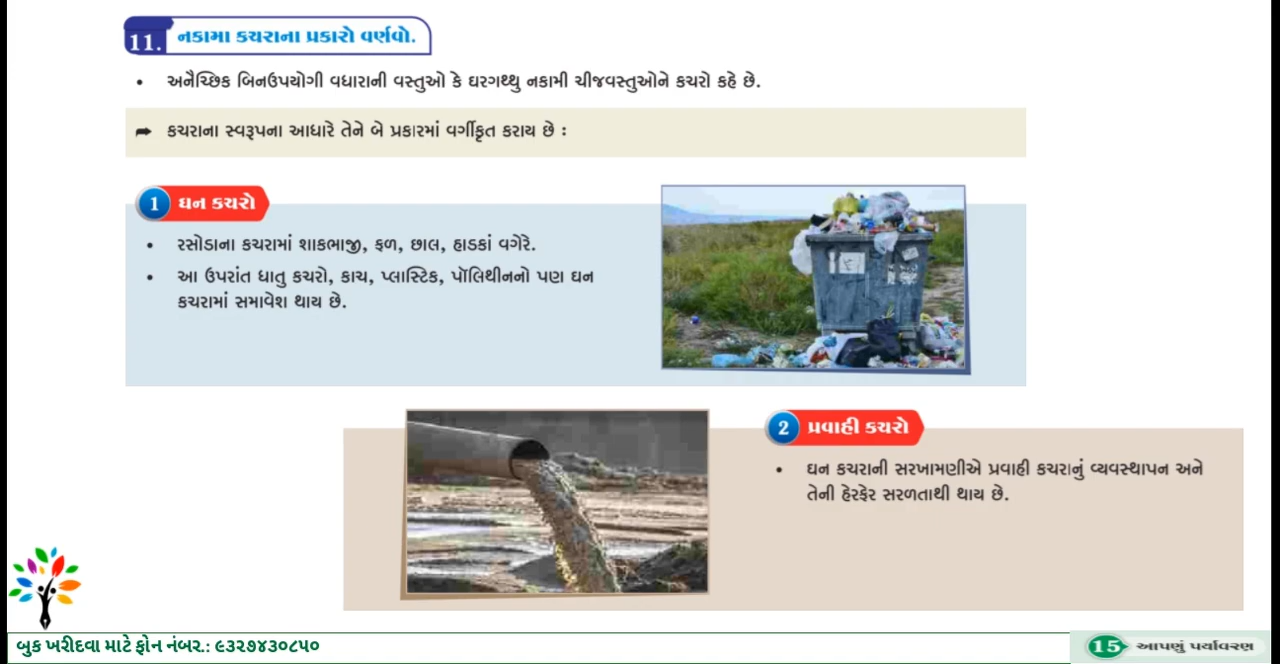 11. નકામા કચરાના પ્રકારો વર્ણવો.
• અનૈચ્છિક બિનઉપયોગી વધારાની વસ્તુઓ કે ઘરગથ્થુ નકામી ચીજવસ્તુઓને કચરો કહે છે.
➦ કચરાના સ્વરૂપના આધારે તેને બે પ્રકારમાં વર્ગીકૃત કરાય છે :
1 ઘન કચરો
• રસોડાના કચરામાં શાકભાજી, ફળ, છાલ, હાડકાં વગેરે.
• આ ઉપરાંત ધાતુ કચરો, કાચ, પ્લાસ્ટિક, પૉલિથીનનો પણ ઘન
કચરામાં સમાવેશ થાય છે.
2 પ્રવાહી કચરો
• ઘન કચરાની સરખામણીએ પ્રવાહી કચરાનું વ્યવસ્થાપન અને
તેની હેરફેર સરળતાથી થાય છે.
બુક ખરીદવા માટે ફોન નંબર.: ૯૩૨૭૪૩૦૮૫૦
15 આપણું પર્યાવરણ